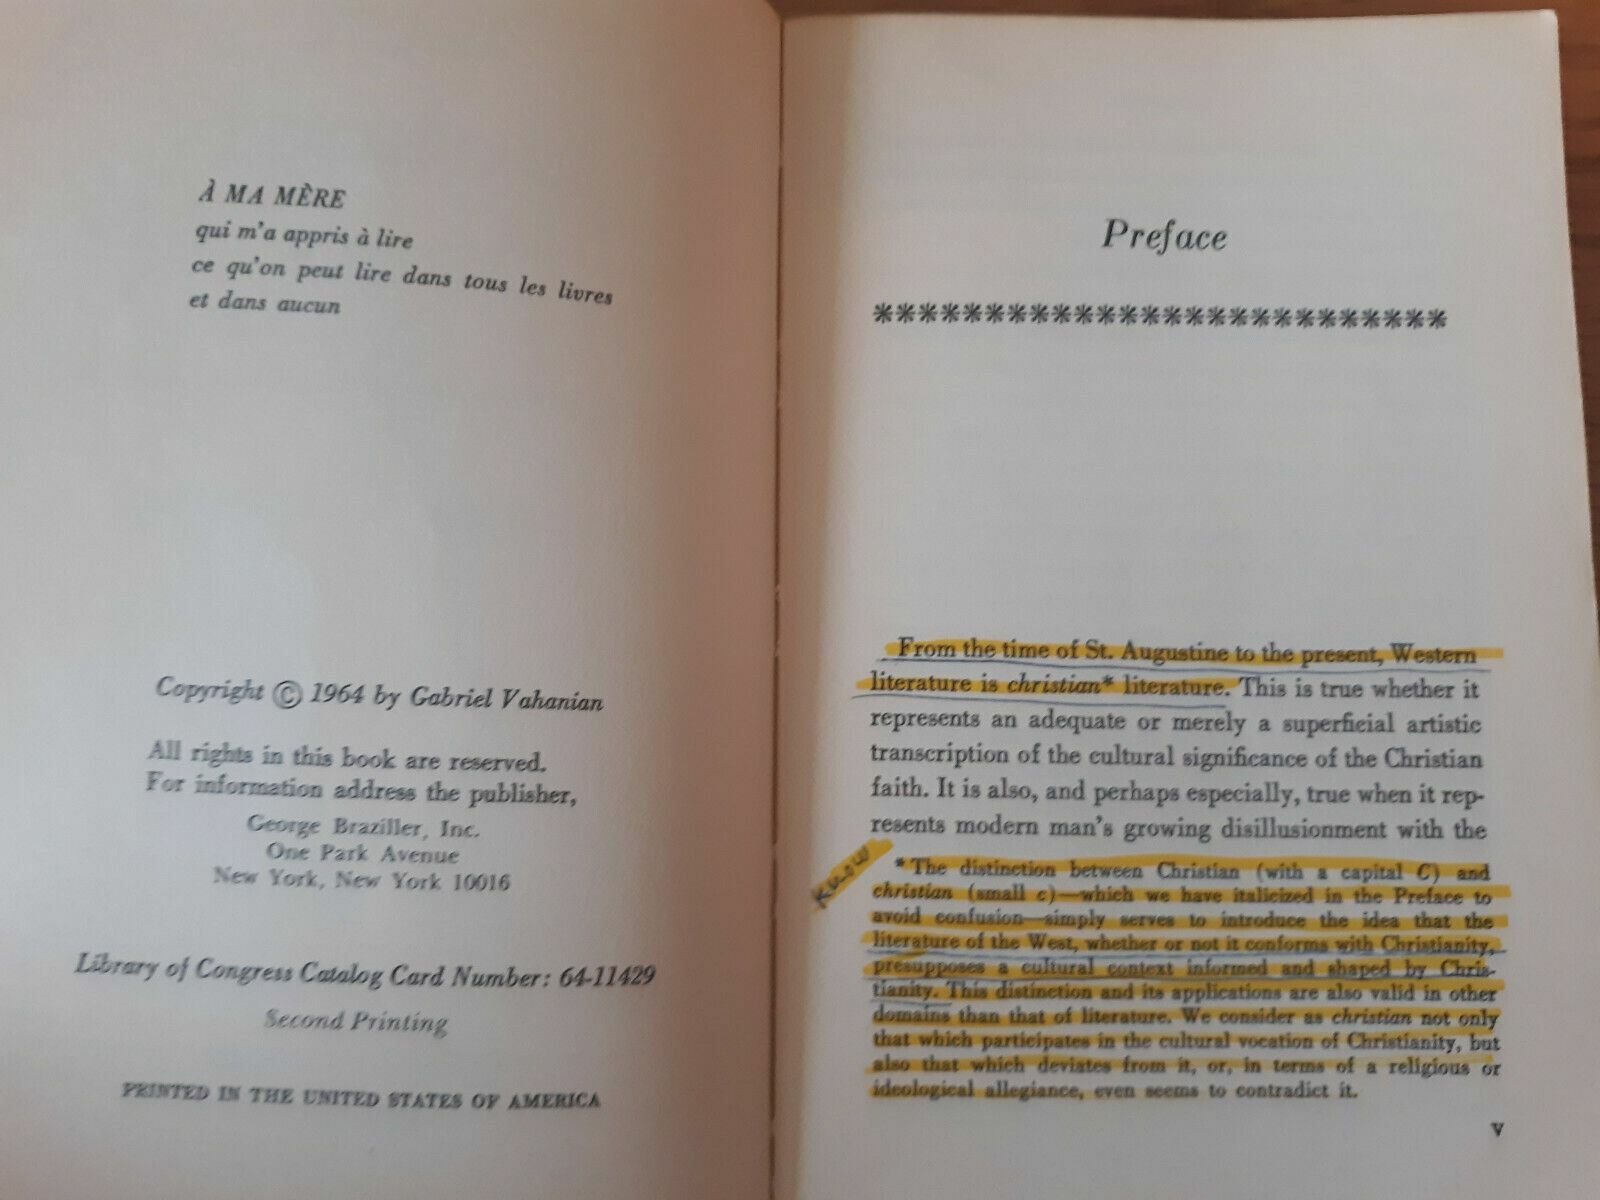 À MA MÈRE
qui m'a appris à lire
ce qu'on peut lire dans tous les livres
et dans aucun
Copyright © 1964 by Gabriel Vahanian
All rights in this book are reserved.
For information address the publisher,
George Braziller, Inc.
One Park Avenue
New York, New York 10016
Library of Congress Catalog Card Number: 64-11429
Second Printing
PRINTED IN THE UNITED STATES OF AMERICA
Preface
**************************
From the time of St. Augustine to the present, Western
literature is christian* literature. This is true whether it
represents an adequate or merely a superficial artistic
transcription of the cultural significance of the Christian
faith. It is also, and perhaps especially, true when it rep-
resents modern man's growing disillusionment with the
know
* The distinction between Christian (with a capital C) and
christian (small c)—which we have italicized in the Preface to
avoid confusion—simply serves to introduce the idea that the
literature of the West, whether or not it conforms with Christianity,
presupposes a cultural context informed and shaped by Chris-
tianity. This distinction and its applications are also valid in other
domains than that of literature. We consider as christian not only
that which participates in the cultural vocation of Christianity, but
also that which deviates from it, or, in terms of a religious or
ideological allegiance, even seems to contradict it.
v